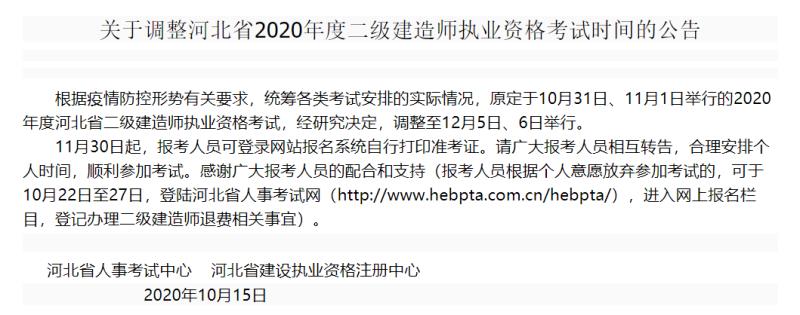 关于调整河北省2020年度二级建造师执业资格考试时间的公告
根据疫情防控形势有关要求，统筹各类考试安排的实际情况，原定于10月31日、11月1日举行的2020
年度河北省二级建造师执业资格考试，经研究决定，调整至12月5日、6日举行。
11月30日起，报考人员可登录网站报名系统自行打印准考证。请广大报考人员相互转告，合理安排个
人时间，顺利参加考试。感谢广大报考人员的配合和支持（报考人员根据个人意愿放弃参加考试的，可于
10月22日至27日，登陆河北省人事考试网（http://www.hebpta.com.cn/hebpta/），进入网上报名栏
目，登记办理二级建造师退费相关事宜）。
河北省人事考试中心 河北省建设执业资格注册中心
2020年10月15日